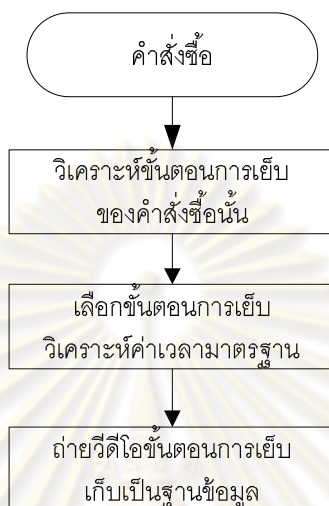 คำสั่งซื้อ
วิเคราะห์ขั้นตอนการเย็บ
ของคำสั่งซื้อนั้น
เลือกขั้นตอนการเย็บ
วิเคราะห์ค่าเวลามาตรฐาน
ถ่ายวีดีโอขั้นตอนการเย็บ
เก็บเป็นฐานข้อมูล